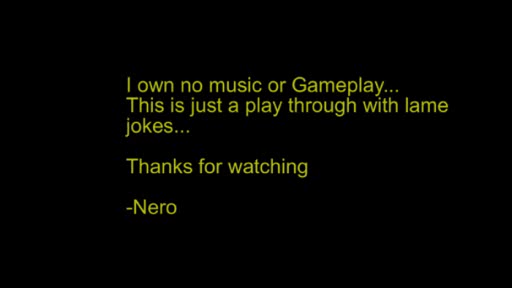 I own no music or Gameplay...
This is just a play through with lame
jokes...
Thanks for watching
-Nero